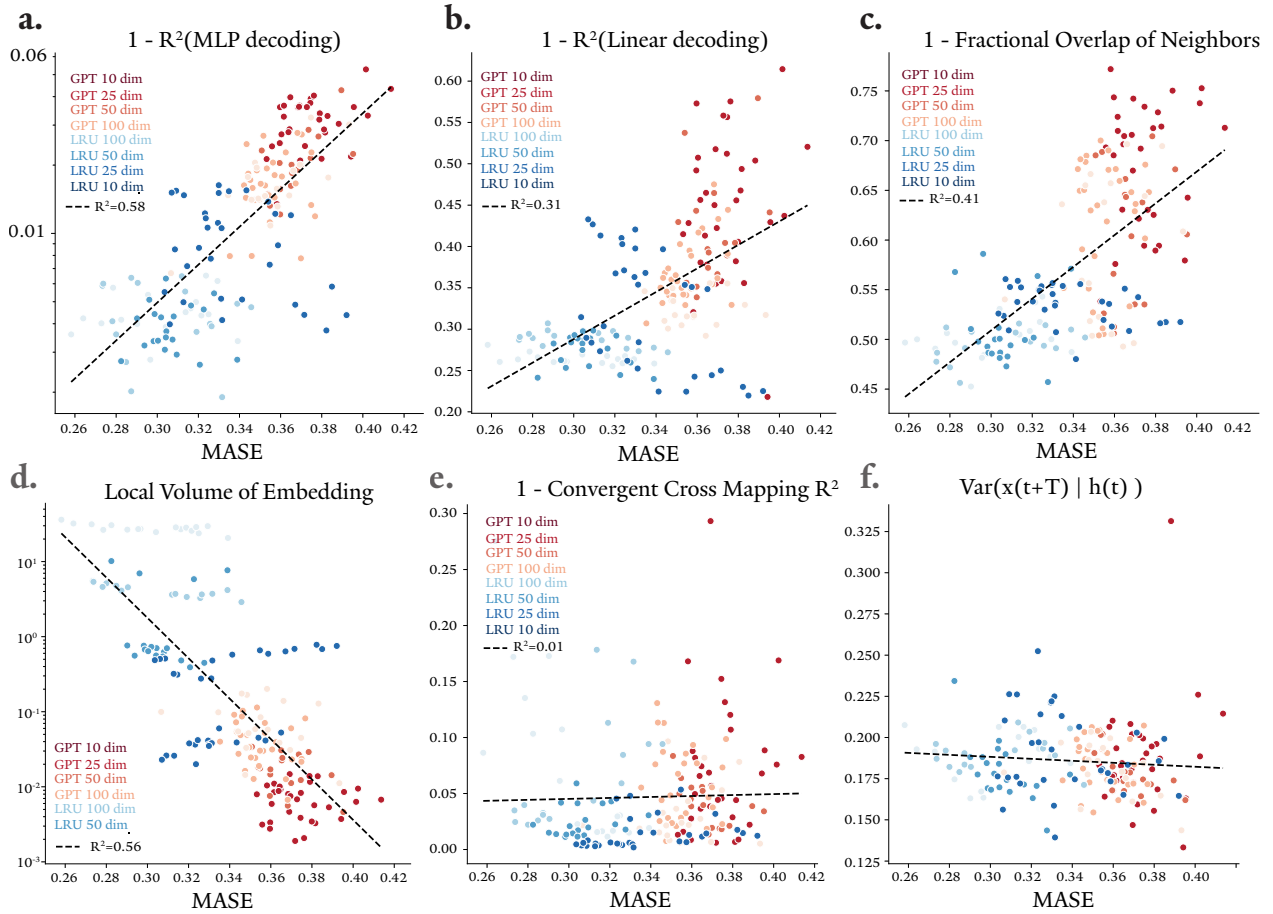 a.
1 - R²(MLP decoding)
0.06
0.01
GPT 10 dim
GPT 25 dim
GPT 50 dim
GPT 100 dim
LRU 100 dim
LRU 50 dim
LRU 25 dim
LRU 10 dim
R²=0.58
0.26 0.28 0.30 0.32 0.34 0.36 0.38 0.40 0.42
MASE
b.
1 - R²(Linear decoding)
0.60
0.55
0.50
0.45
0.40
0.35
0.30
0.25
0.20
GPT 10 dim
GPT 25 dim
GPT 50 dim
GPT 100 dim
LRU 100 dim
LRU 50 dim
LRU 25 dim
LRU 10 dim
R²=0.31
0.26 0.28 0.30 0.32 0.34 0.36 0.38 0.40 0.42
MASE
c.
1 - Fractional Overlap of Neighbors
0.75
0.70
0.65
0.60
0.55
0.50
0.45
GPT 10 dim
GPT 25 dim
GPT 50 dim
GPT 100 dim
LRU 100 dim
LRU 50 dim
LRU 25 dim
LRU 10 dim
R²=0.41
0.26 0.28 0.30 0.32 0.34 0.36 0.38 0.40 0.42
MASE
d.
Local Volume of Embedding
10¹
10⁰
10⁻¹
10⁻²
10⁻³
GPT 10 dim
GPT 25 dim
GPT 50 dim
GPT 100 dim
LRU 100 dim
LRU 50 dim
R²=0.56
0.26 0.28 0.30 0.32 0.34 0.36 0.38 0.40 0.42
MASE
e.
1 - Convergent Cross Mapping R²
0.30
0.25
0.20
0.15
0.10
0.05
0.00
GPT 10 dim
GPT 25 dim
GPT 50 dim
GPT 100 dim
LRU 100 dim
LRU 50 dim
LRU 25 dim
LRU 10 dim
R²=0.01
0.26 0.28 0.30 0.32 0.34 0.36 0.38 0.40 0.42
MASE
f.
Var(x(t+T) | h(t) )
0.325
0.300
0.275
0.250
0.225
0.200
0.175
0.150
0.125
0.26 0.28 0.30 0.32 0.34 0.36 0.38 0.40
MASE